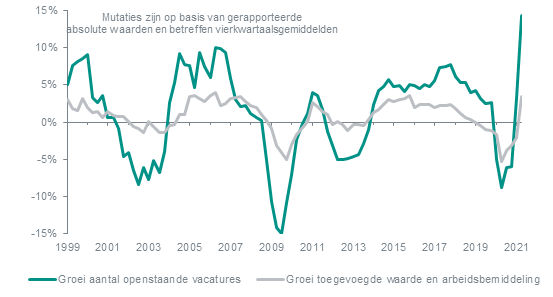 15%
Mutaties zijn op basis van gerapporteerde
absolute waarden en betreffen vierkwartaalsgemiddelden
10%
5%
0%
-5%
-10%
-15%
1999 2001 2003 2005 2007 2009 2011 2013 2015 2017 2019 2021
Groei aantal openstaande vacatures Groei toegevoegde waarde en arbeidsbemiddeling